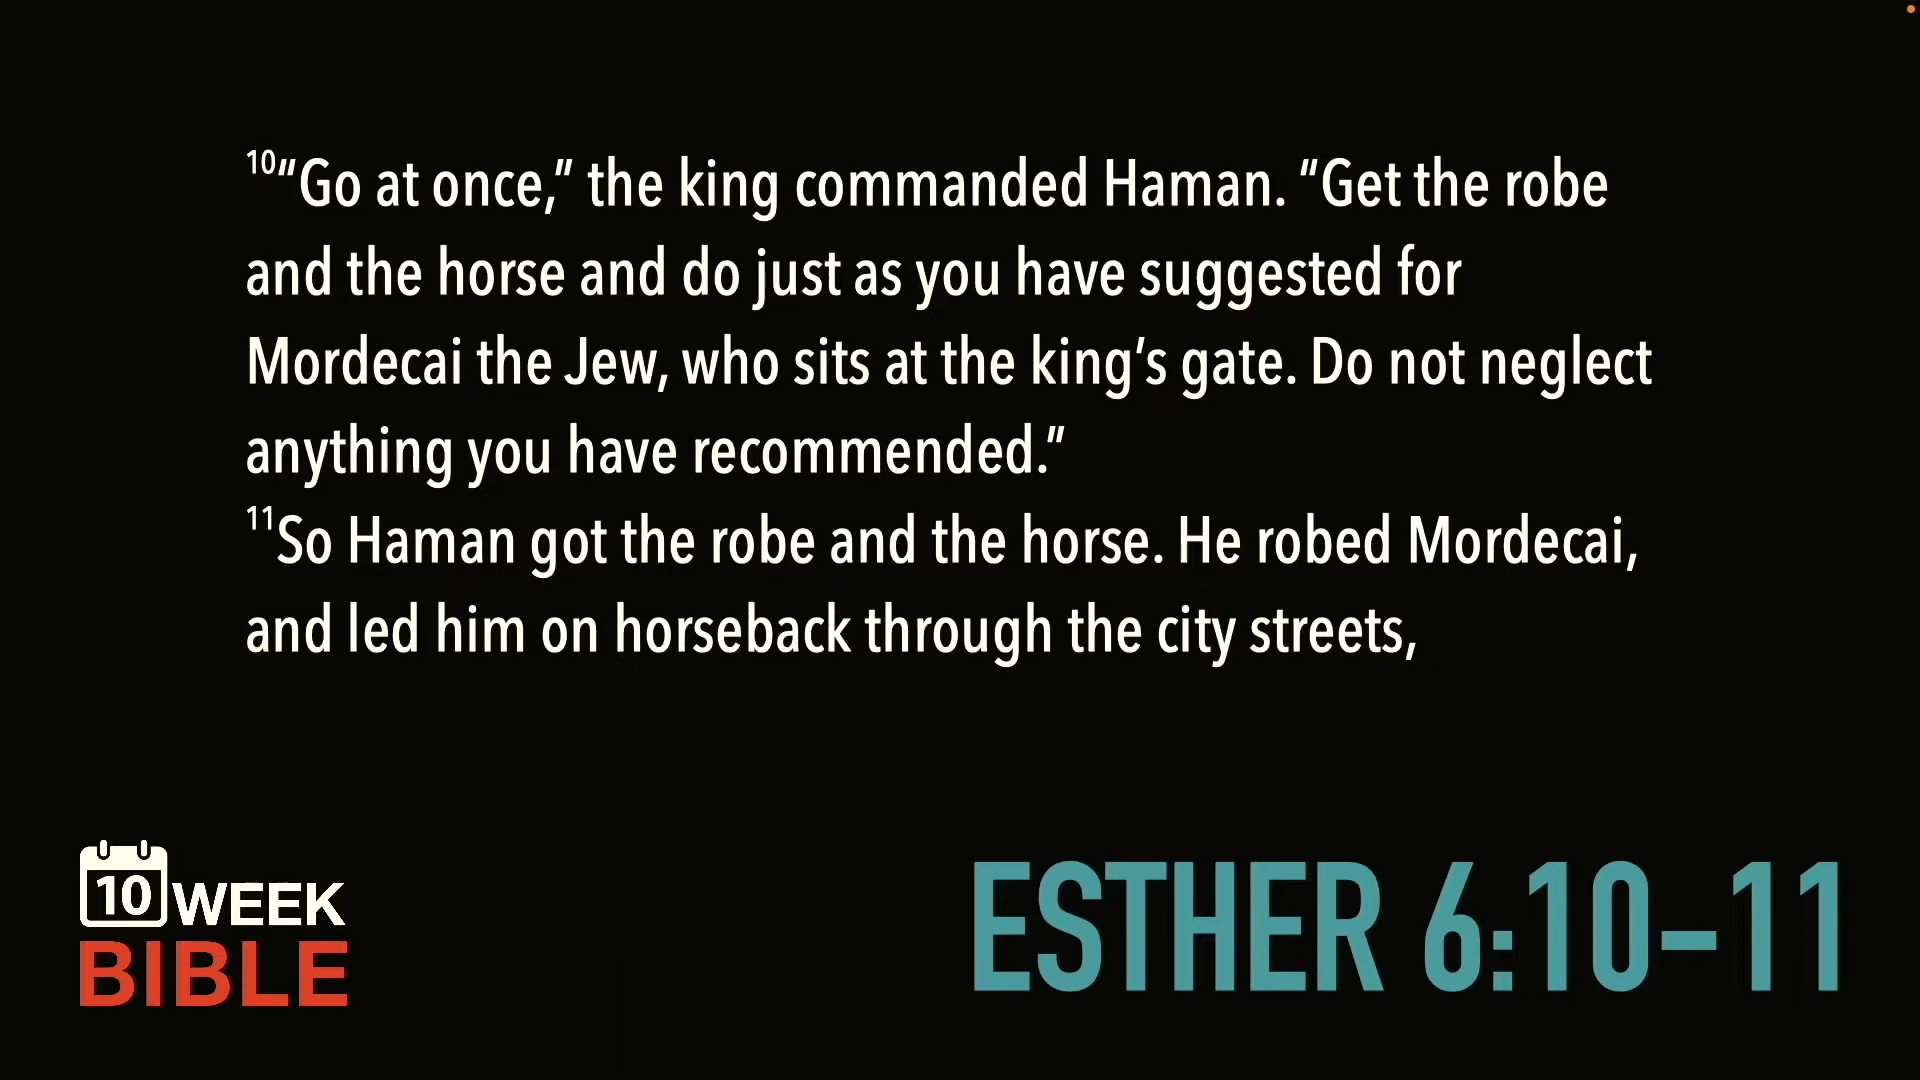 10“Go at once,” the king commanded Haman. “Get the robe
and the horse and do just as you have suggested for
Mordecai the Jew, who sits at the king’s gate. Do not neglect
anything you have recommended.”
11So Haman got the robe and the horse. He robed Mordecai,
and led him on horseback through the city streets,
10 WEEK
BIBLE
ESTHER 6:10–11